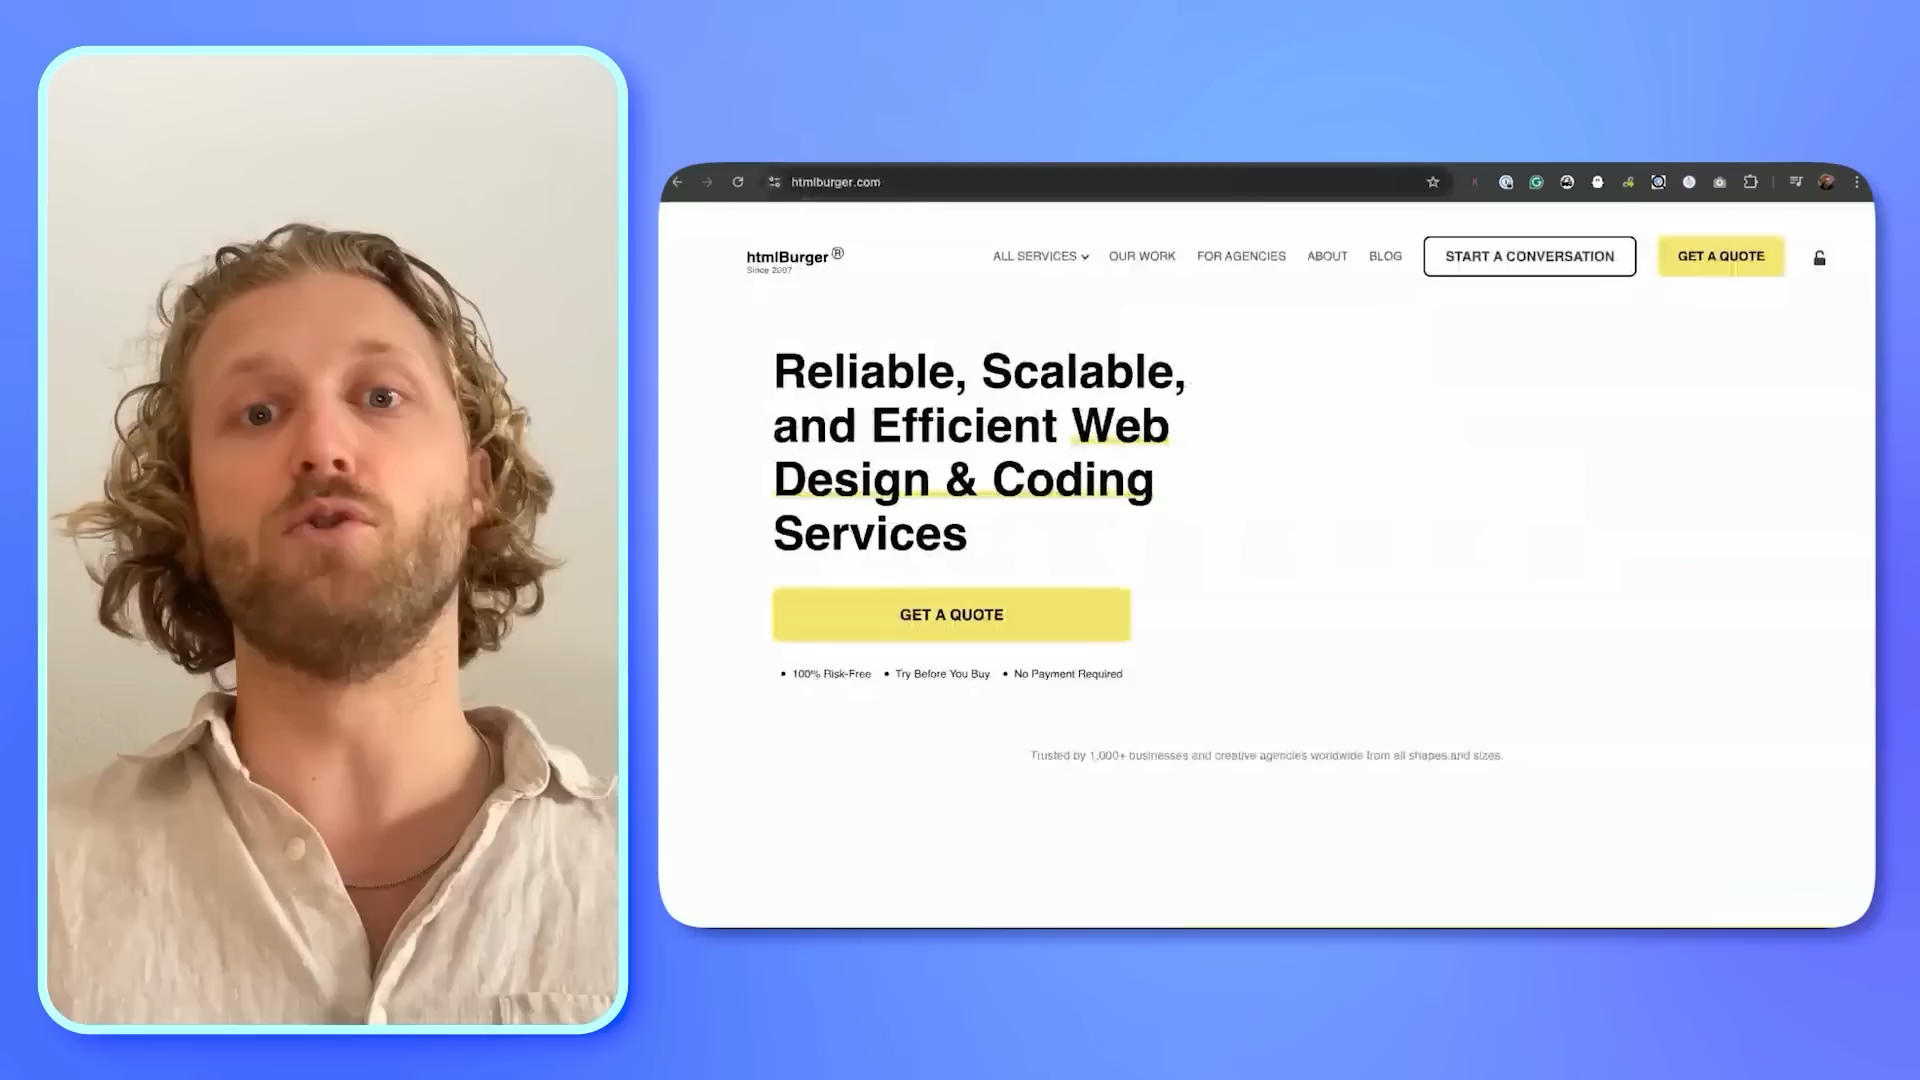 htmlburger.com
htmlBurger®
Since 2007
ALL SERVICES
OUR WORK
FOR AGENCIES
ABOUT
BLOG
START A CONVERSATION
GET A QUOTE
Reliable, Scalable,
and Efficient Web
Design & Coding
Services
GET A QUOTE
• 100% Risk-Free • Try Before You Buy • No Payment Required
Trusted by 1,000+ businesses and creative agencies worldwide from all shapes and sizes.